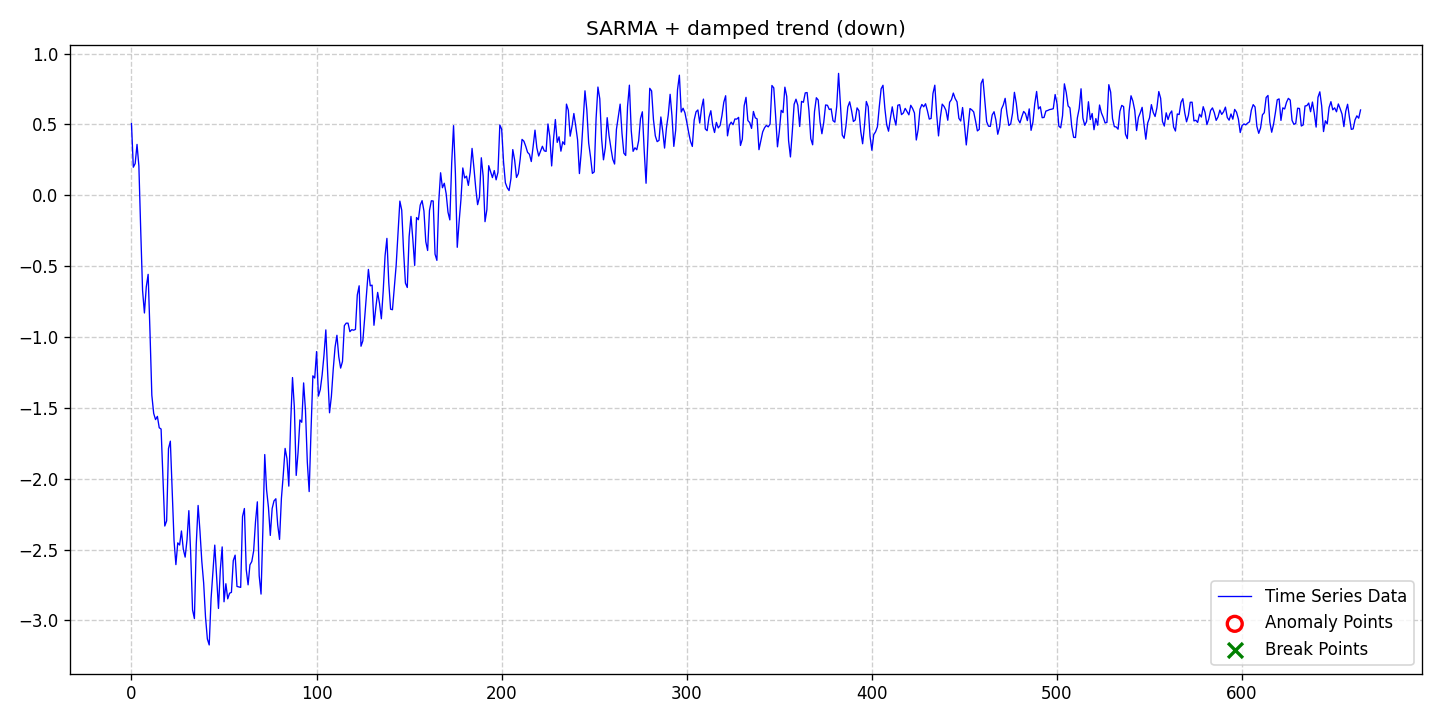 SARMA + damped trend (down)
1.0
0.5
0.0
−0.5
−1.0
−1.5
−2.0
−2.5
−3.0
0 100 200 300 400 500 600
Time Series Data
Anomaly Points
Break Points